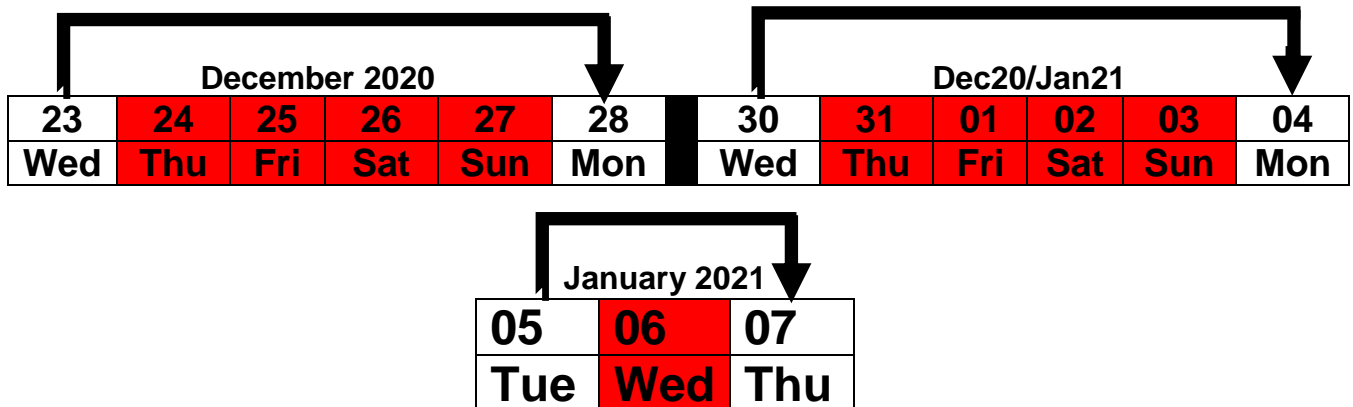 December 2020 Dec20/Jan21
23 24 25 26 27 28 30 31 01 02 03 04
Wed Thu Fri Sat Sun Mon Wed Thu Fri Sat Sun Mon
January 2021
05 06 07
Tue Wed Thu